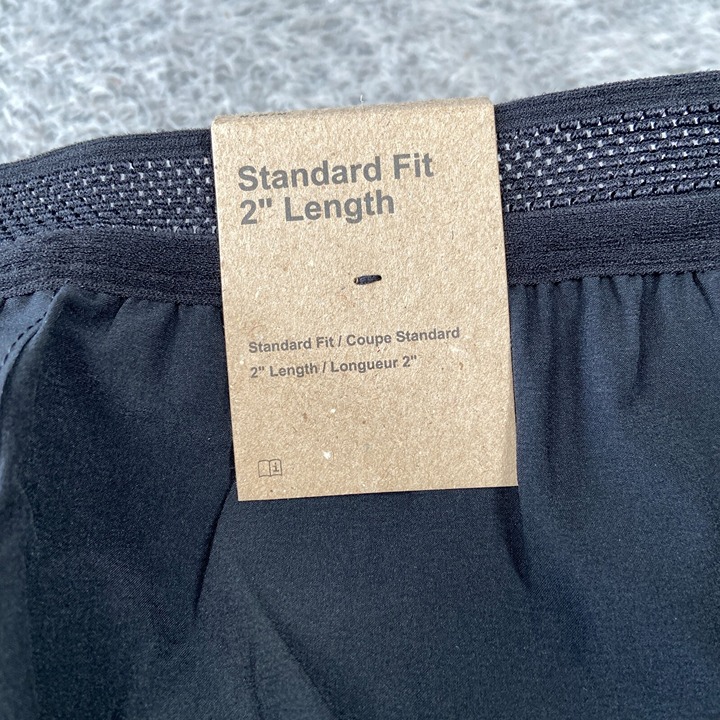 Standard Fit
2" Length
Standard Fit / Coupe Standard
2" Length / Longueur 2"
i